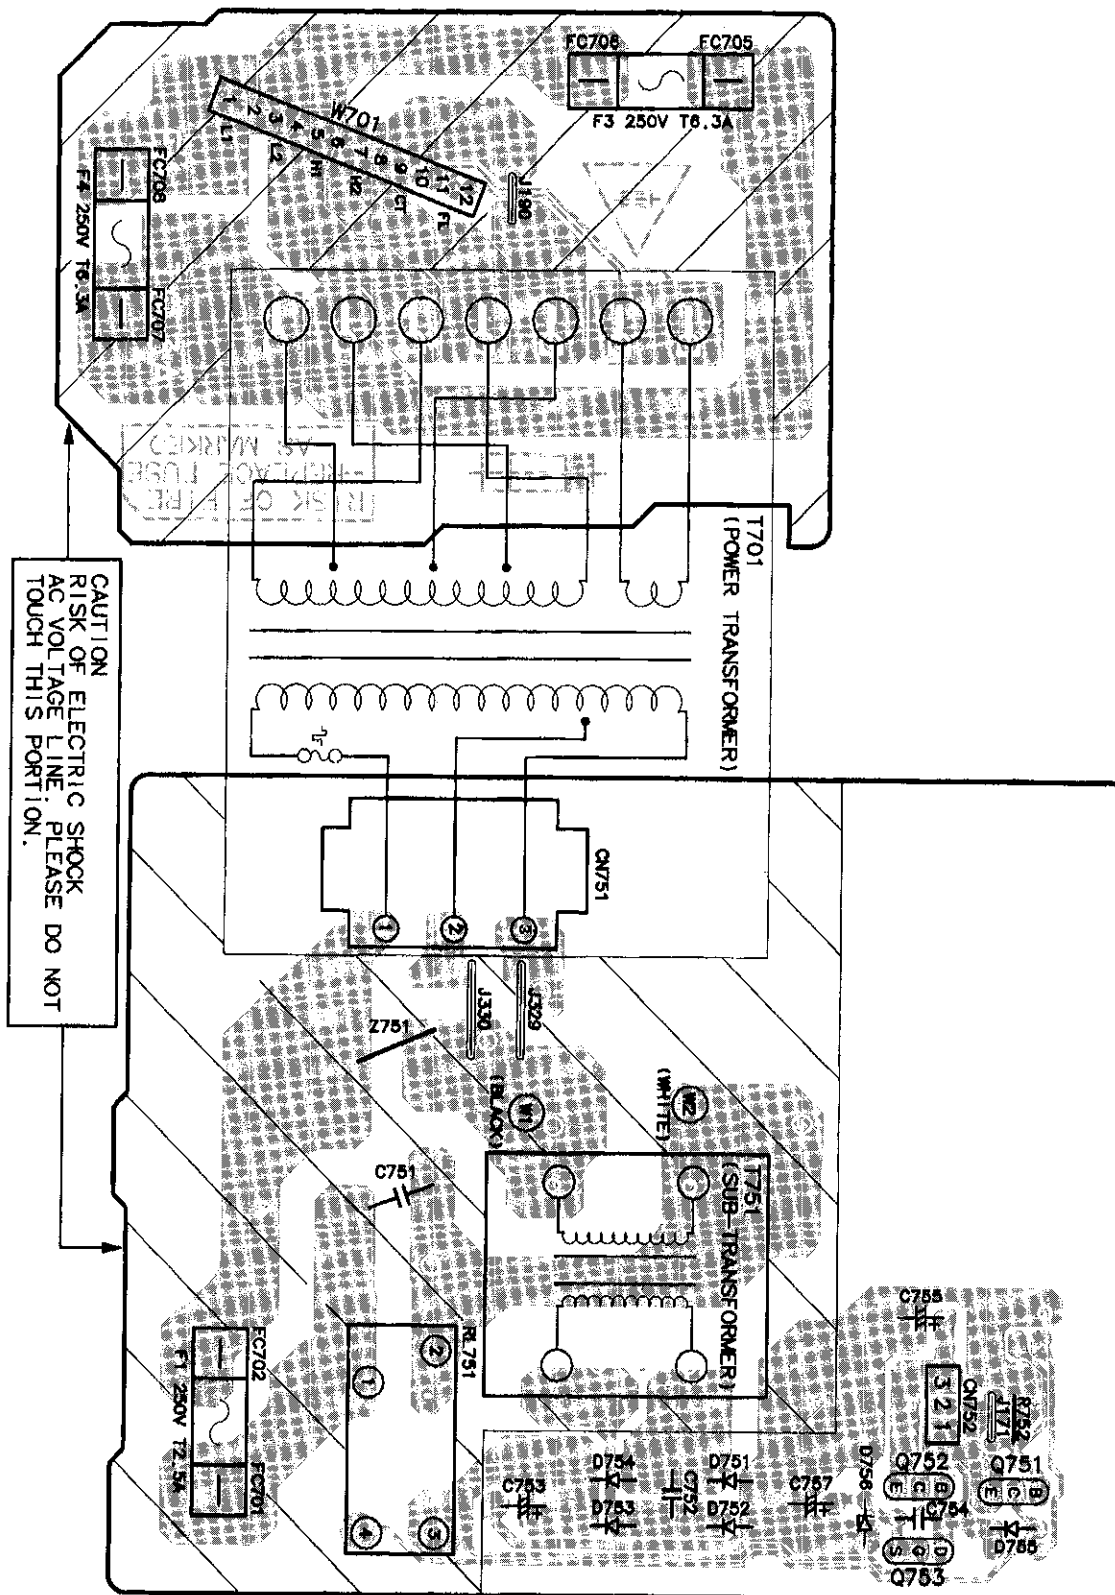 FC706
FC705
F3 250V T6.3A
W701
1 2 3 4 5 6 7 8 9 10 11 12
L1
L2
H1
H2
CT
FL
J190
FC708
FC707
F4 250V T6.3A
RISK OF FIRE
REPLACE FUSE
AS MARKED
T701
(POWER TRANSFORMER)
CAUTION
RISK OF ELECTRIC SHOCK
AC VOLTAGE LINE. PLEASE DO NOT
TOUCH THIS PORTION.
CN751
1
2
3
J330
J329
Z751
W1
(BLACK)
W2
(WHITE)
C751
T751
(SUB-TRANSFORMER)
RL751
1
2
3
4
FC702
FC701
F1 250V T2.5A
C755
3 2 1
CN752
J171
R752
Q752
E C B
Q751
E C B
C754
D755
D756
S G D
Q753
D754
D751
C753
C752
C757
D753
D752